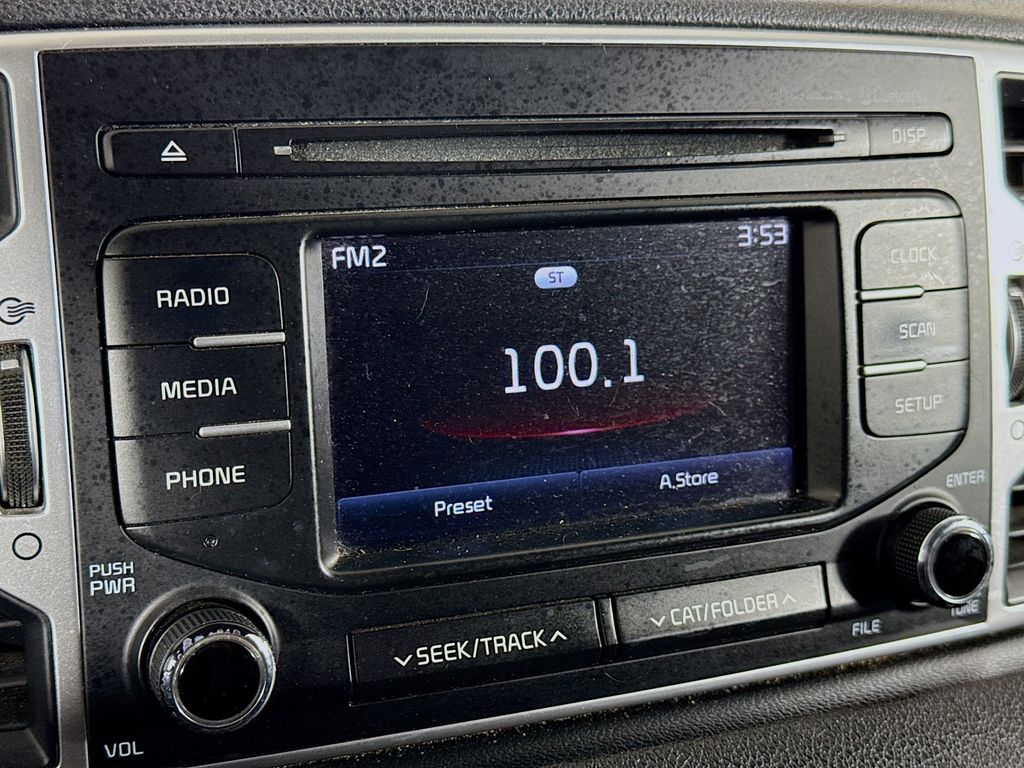 DISP
FM2
3:53
ST
RADIO
CLOCK
100.1
SCAN
MEDIA
SETUP
PHONE
Preset
A.Store
ENTER
PUSH
PWR
SEEK/TRACK
CAT/FOLDER
FILE
TUNE
VOL